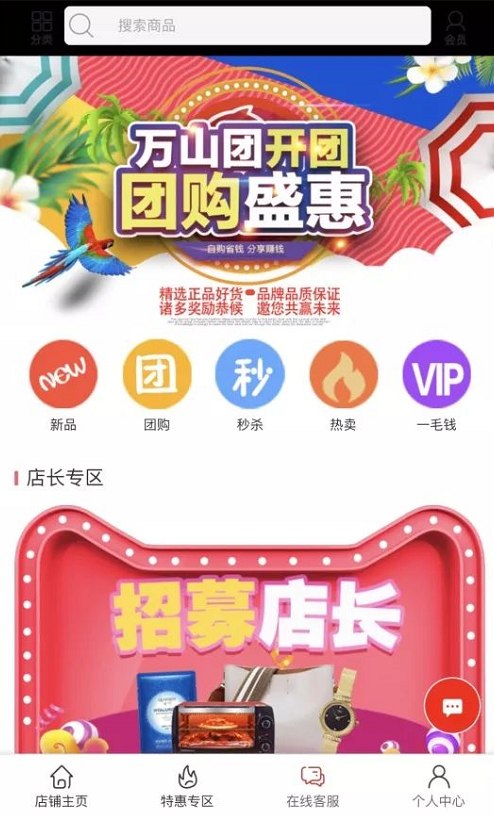 分类
搜索商品
会员
万山团开团
团购盛惠
自购省钱 分享赚钱
精选正品好货 品牌品质保证
诸多奖励恭候 邀您共赢未来
NEW
团
秒
VIP
新品
团购
秒杀
热卖
一毛钱
店长专区
招募店长
店铺主页
特惠专区
在线客服
个人中心